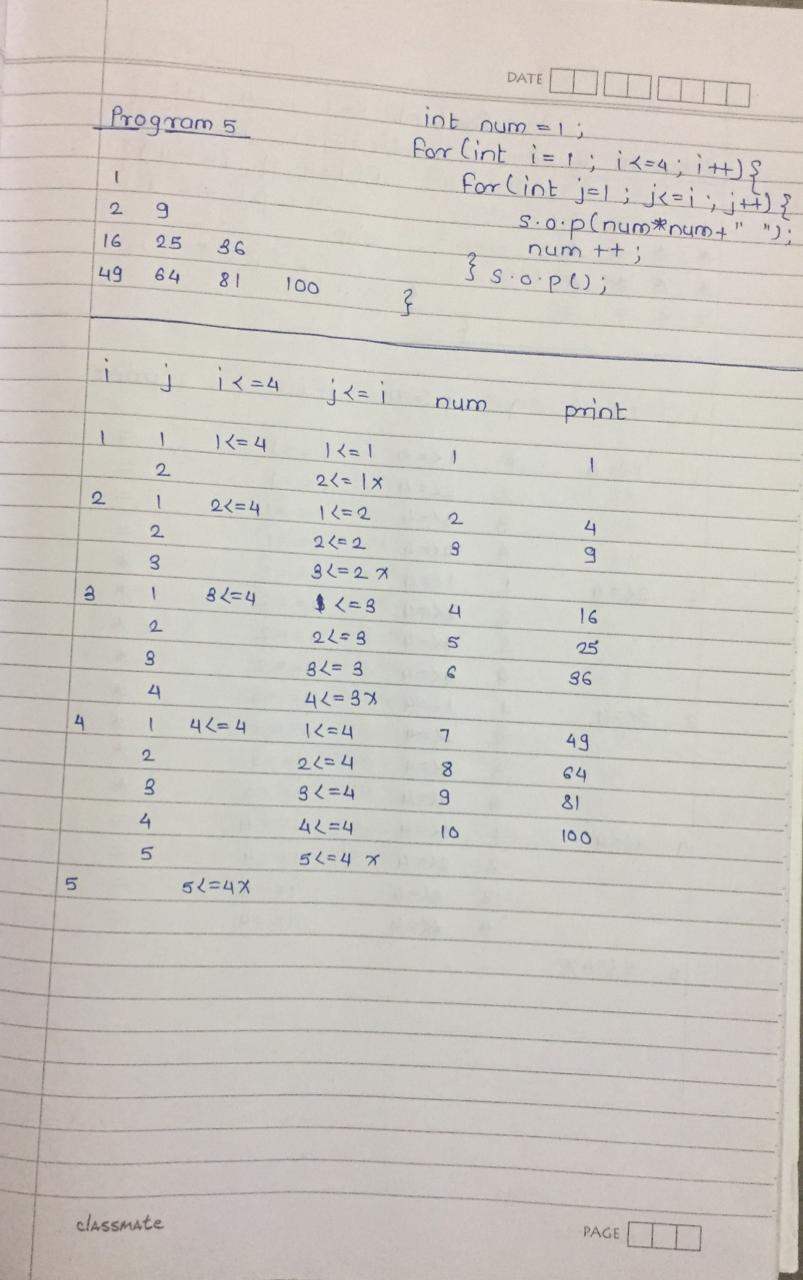 DATE
Program 5
int num = 1 ;
for (int i = 1 ; i <= 4 ; i ++) {
for (int j=1 ; j<= i ; j++) {
s.o.p (num*num + " ");
num ++ ;
} s.o.p ( ) ;
}
1
2 9
16 25 36
49 64 81 100
i j i <= 4 j <= i num print
1 1 1<= 4 1<= 1 1 1
2 2<= 1 x
2 1 2<=4 1<=2 2 4
2 2<= 2 3 9
3 3<= 2 x
3 1 3<=4 1 <=3 4 16
2 2<=3 5 25
3 3<= 3 6 36
4 4<= 3x
4 1 4<= 4 1<=4 7 49
2 2<=4 8 64
3 3<=4 9 81
4 4<=4 10 100
5 5<=4 x
5 5<=4x
classmate
PAGE